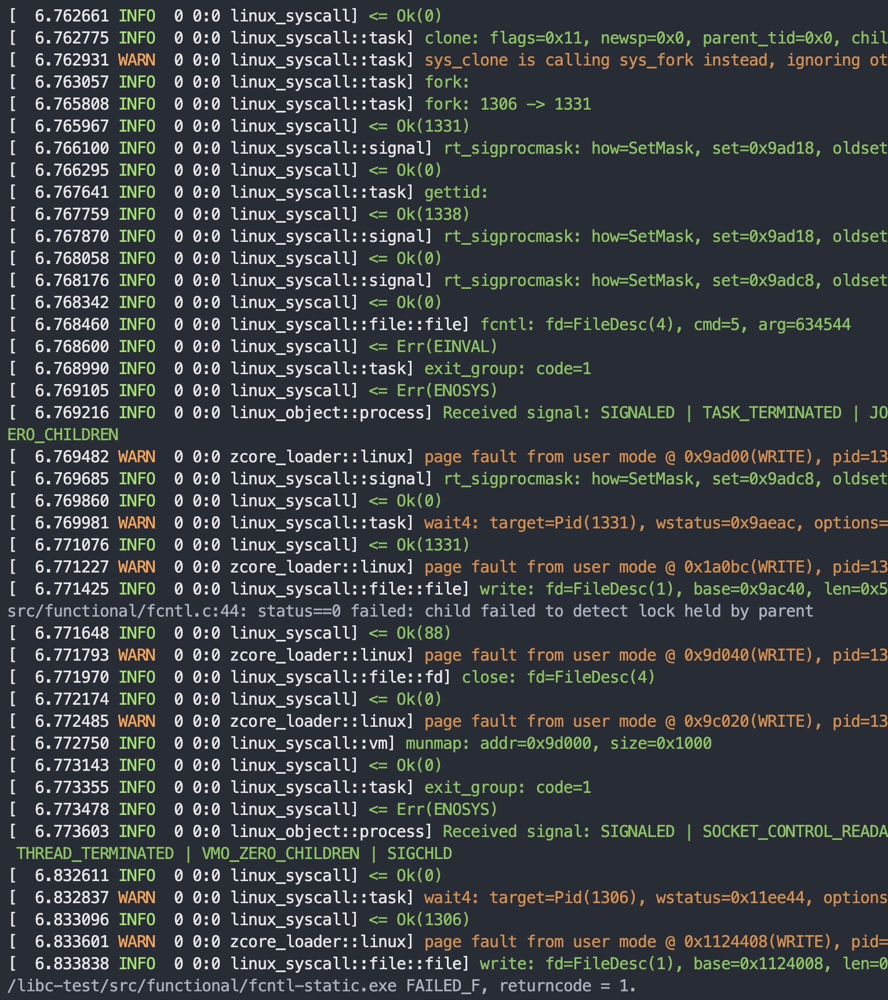 [  6.762661 INFO  0 0:0 linux_syscall] <= Ok(0)
[  6.762775 INFO  0 0:0 linux_syscall::task] clone: flags=0x11, newsp=0x0, parent_tid=0x0, chil
[  6.762931 WARN  0 0:0 linux_syscall::task] sys_clone is calling sys_fork instead, ignoring ot
[  6.763057 INFO  0 0:0 linux_syscall::task] fork:
[  6.765808 INFO  0 0:0 linux_syscall::task] fork: 1306 -> 1331
[  6.765967 INFO  0 0:0 linux_syscall] <= Ok(1331)
[  6.766100 INFO  0 0:0 linux_syscall::signal] rt_sigprocmask: how=SetMask, set=0x9ad18, oldset
[  6.766295 INFO  0 0:0 linux_syscall] <= Ok(0)
[  6.767641 INFO  0 0:0 linux_syscall::task] gettid:
[  6.767759 INFO  0 0:0 linux_syscall] <= Ok(1338)
[  6.767870 INFO  0 0:0 linux_syscall::signal] rt_sigprocmask: how=SetMask, set=0x9ad18, oldset
[  6.768058 INFO  0 0:0 linux_syscall] <= Ok(0)
[  6.768176 INFO  0 0:0 linux_syscall::signal] rt_sigprocmask: how=SetMask, set=0x9adc8, oldset
[  6.768342 INFO  0 0:0 linux_syscall] <= Ok(0)
[  6.768460 INFO  0 0:0 linux_syscall::file::file] fcntl: fd=FileDesc(4), cmd=5, arg=634544
[  6.768600 INFO  0 0:0 linux_syscall] <= Err(EINVAL)
[  6.768990 INFO  0 0:0 linux_syscall::task] exit_group: code=1
[  6.769105 INFO  0 0:0 linux_syscall] <= Err(ENOSYS)
[  6.769216 INFO  0 0:0 linux_object::process] Received signal: SIGNALED | TASK_TERMINATED | JO
ERO_CHILDREN
[  6.769482 WARN  0 0:0 zcore_loader::linux] page fault from user mode @ 0x9ad00(WRITE), pid=13
[  6.769685 INFO  0 0:0 linux_syscall::signal] rt_sigprocmask: how=SetMask, set=0x9adc8, oldset
[  6.769860 INFO  0 0:0 linux_syscall] <= Ok(0)
[  6.769981 WARN  0 0:0 linux_syscall::task] wait4: target=Pid(1331), wstatus=0x9aeac, options=
[  6.771076 INFO  0 0:0 linux_syscall] <= Ok(1331)
[  6.771227 WARN  0 0:0 zcore_loader::linux] page fault from user mode @ 0x1a0bc(WRITE), pid=13
[  6.771425 INFO  0 0:0 linux_syscall::file::file] write: fd=FileDesc(1), base=0x9ac40, len=0x5
src/functional/fcntl.c:44: status==0 failed: child failed to detect lock held by parent
[  6.771648 INFO  0 0:0 linux_syscall] <= Ok(88)
[  6.771793 WARN  0 0:0 zcore_loader::linux] page fault from user mode @ 0x9d040(WRITE), pid=13
[  6.771970 INFO  0 0:0 linux_syscall::file::fd] close: fd=FileDesc(4)
[  6.772174 INFO  0 0:0 linux_syscall] <= Ok(0)
[  6.772485 WARN  0 0:0 zcore_loader::linux] page fault from user mode @ 0x9c020(WRITE), pid=13
[  6.772750 INFO  0 0:0 linux_syscall::vm] munmap: addr=0x9d000, size=0x1000
[  6.773143 INFO  0 0:0 linux_syscall] <= Ok(0)
[  6.773355 INFO  0 0:0 linux_syscall::task] exit_group: code=1
[  6.773478 INFO  0 0:0 linux_syscall] <= Err(ENOSYS)
[  6.773603 INFO  0 0:0 linux_object::process] Received signal: SIGNALED | SOCKET_CONTROL_READA
 THREAD_TERMINATED | VMO_ZERO_CHILDREN | SIGCHLD
[  6.832611 INFO  0 0:0 linux_syscall] <= Ok(0)
[  6.832837 WARN  0 0:0 linux_syscall::task] wait4: target=Pid(1306), wstatus=0x11ee44, options
[  6.833096 INFO  0 0:0 linux_syscall] <= Ok(1306)
[  6.833601 WARN  0 0:0 zcore_loader::linux] page fault from user mode @ 0x1124408(WRITE), pid=
[  6.833838 INFO  0 0:0 linux_syscall::file::file] write: fd=FileDesc(1), base=0x1124008, len=0
/libc-test/src/functional/fcntl-static.exe FAILED_F, returncode = 1.